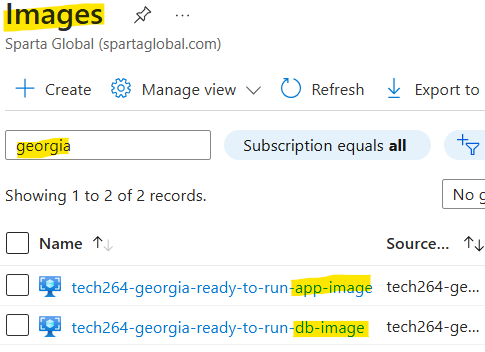 Images
Sparta Global (spartaglobal.com)
Create Manage view Refresh Export to
georgia
Subscription equals all
Showing 1 to 2 of 2 records.
No g
Name Source...
tech264-georgia-ready-to-run-app-image tech264-ge...
tech264-georgia-ready-to-run-db-image tech264-ge...